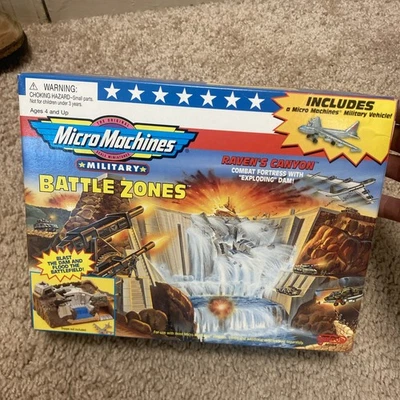 WARNING:
CHOKING HAZARD-Small parts.
Not for children under 3 years.
Ages 4 and Up
INCLUDES
a Micro Machines Military Vehicle!
THE ORIGINAL
Micro Machines
MILITARY
BATTLE ZONES
RAVEN'S CANYON
COMBAT FORTRESS WITH
"EXPLODING" DAM!
BLAST
THE DAM AND
FLOOD THE
BATTLEFIELD!